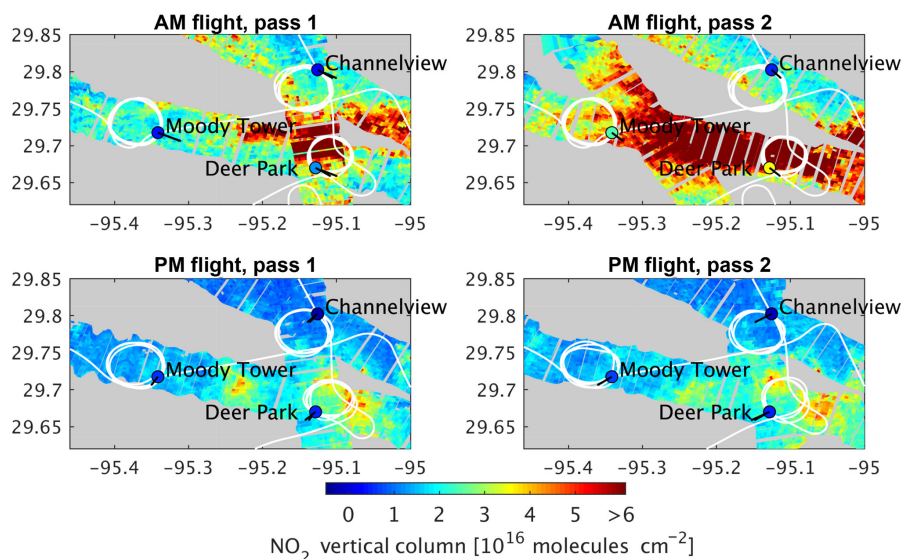 AM flight, pass 1
AM flight, pass 2
29.85
29.8
29.75
29.7
29.65
Channelview
Moody Tower
Deer Park
−95.4
−95.3
−95.2
−95.1
−95
29.85
29.8
29.75
29.7
29.65
Channelview
Moody Tower
Deer Park
−95.4
−95.3
−95.2
−95.1
−95
PM flight, pass 1
PM flight, pass 2
29.85
29.8
29.75
29.7
29.65
Channelview
Moody Tower
Deer Park
−95.4
−95.3
−95.2
−95.1
−95
29.85
29.8
29.75
29.7
29.65
Channelview
Moody Tower
Deer Park
−95.4
−95.3
−95.2
−95.1
−95
0 1 2 3 4 5 >6
NO₂ vertical column [10¹⁶ molecules cm⁻²]